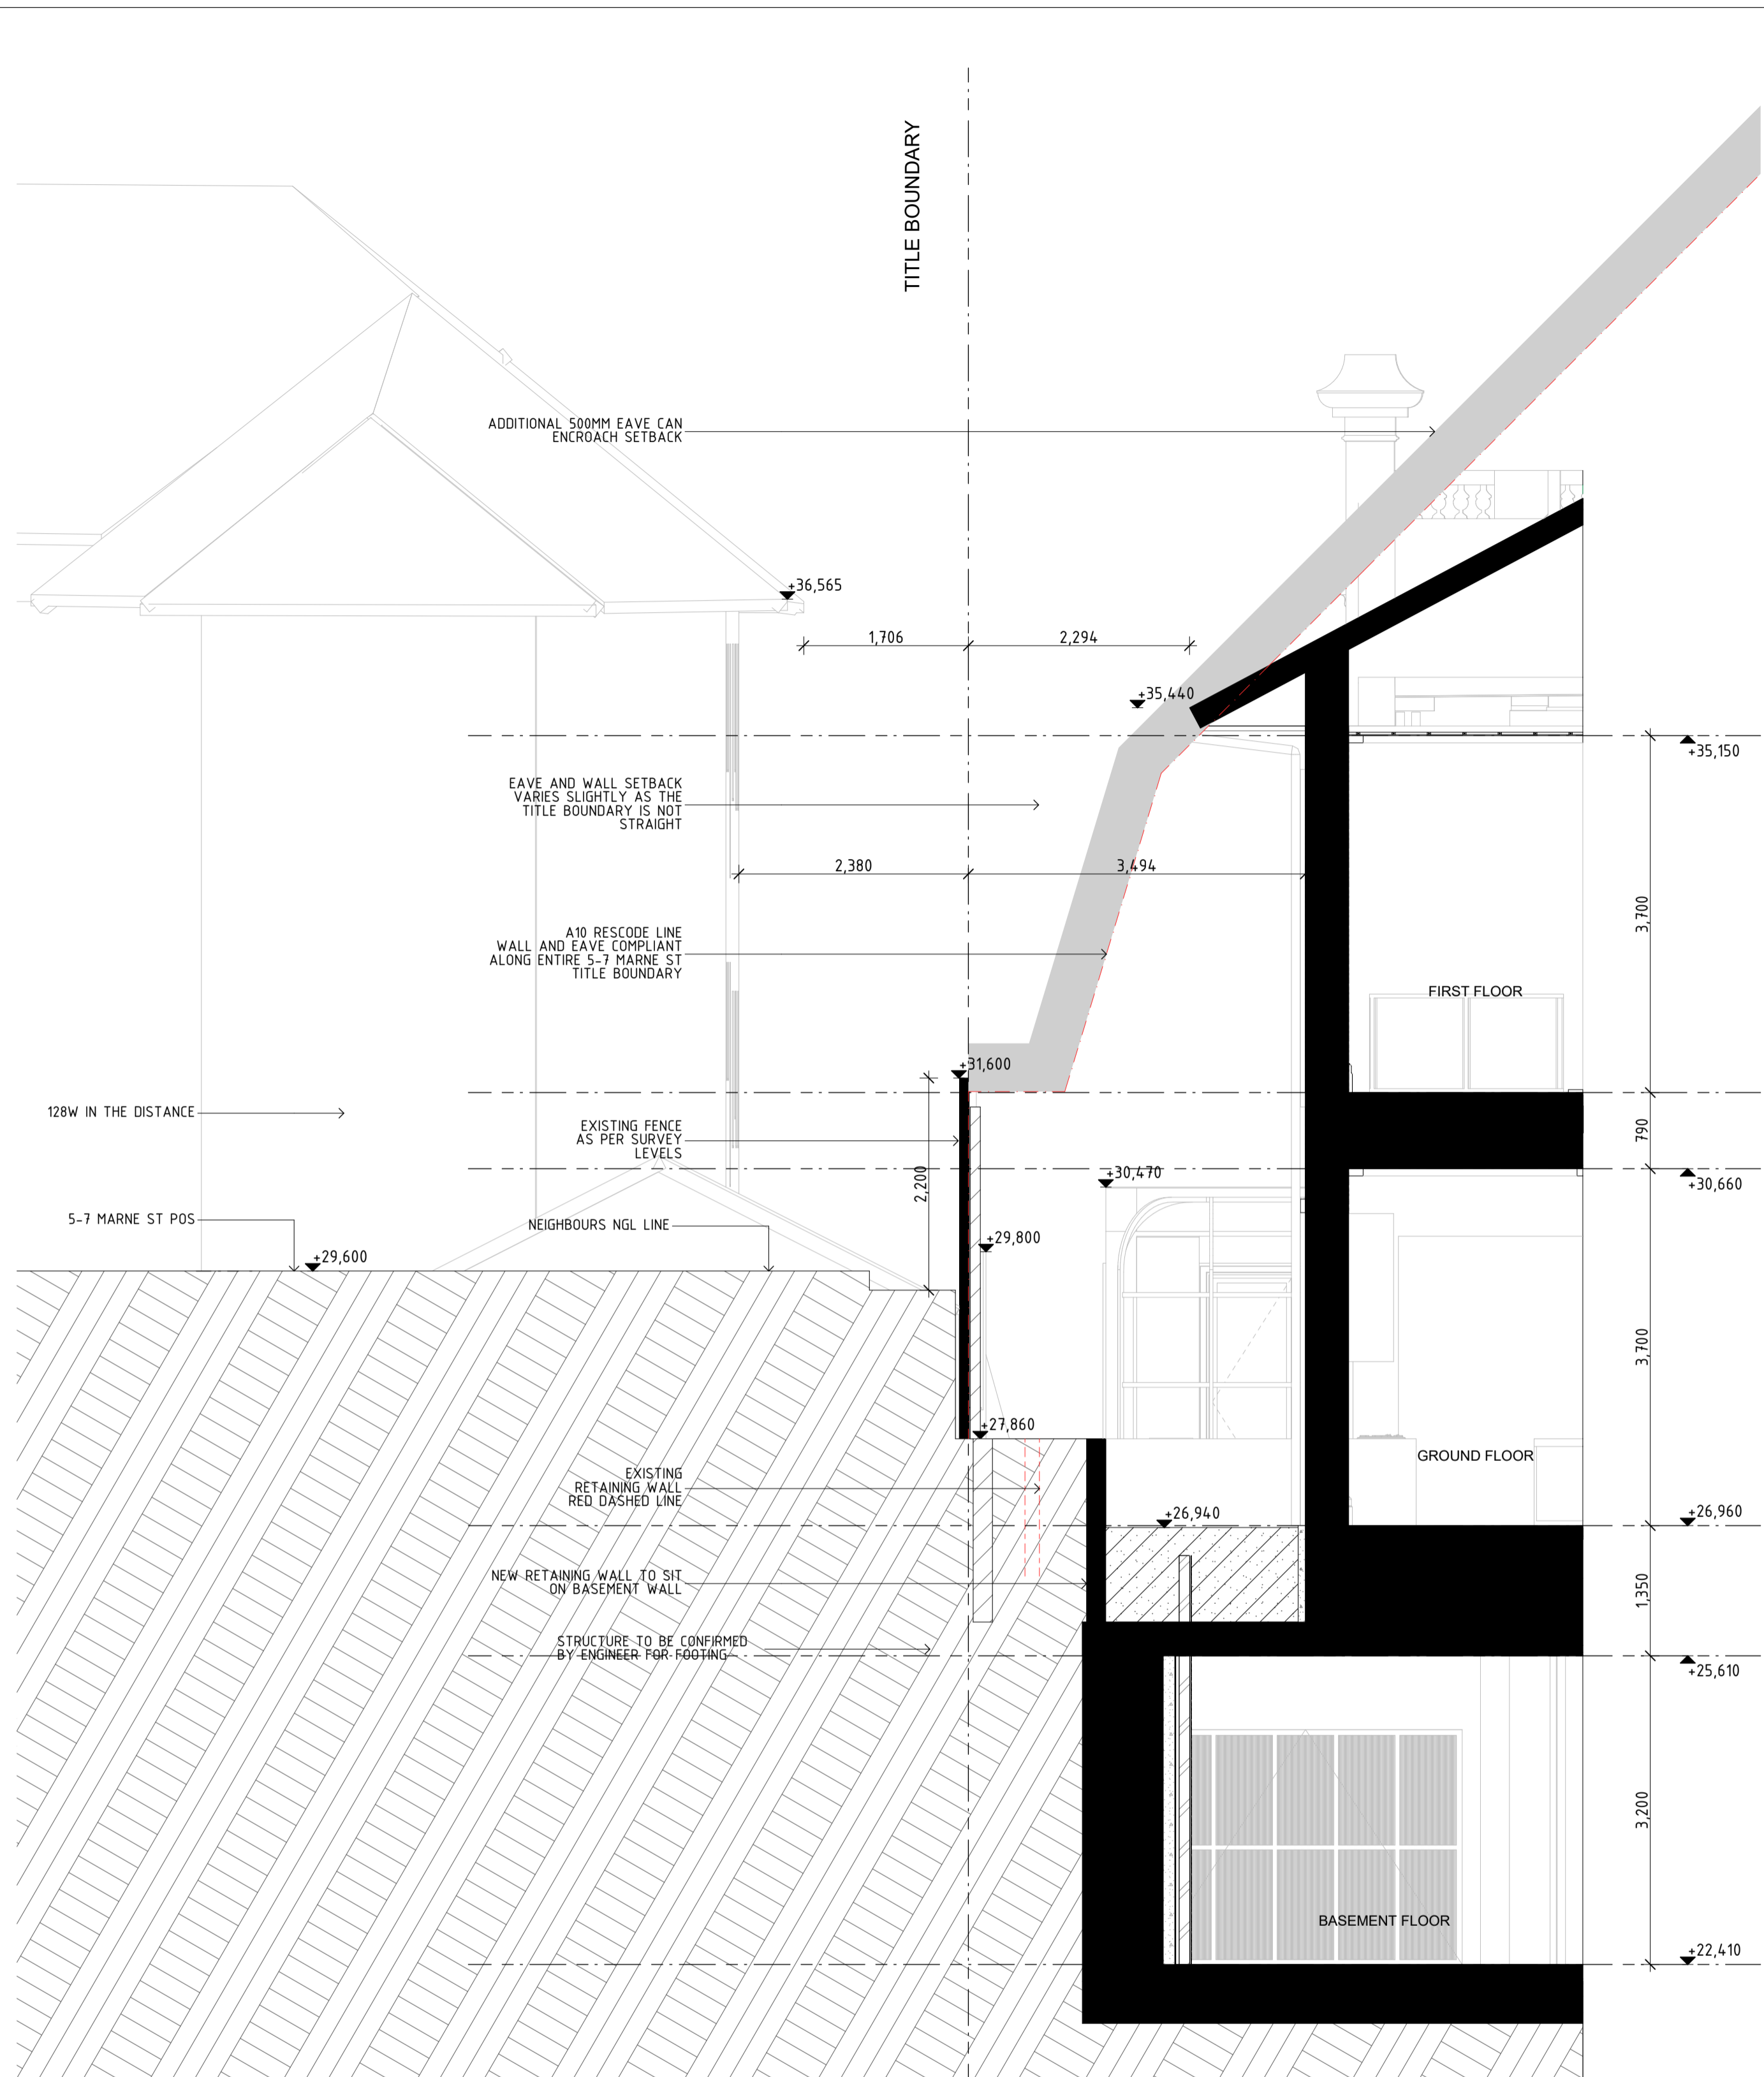 TITLE BOUNDARY
ADDITIONAL 500MM EAVE CAN
ENCROACH SETBACK
+36,565
1,706
2,294
+35,440
+35,150
EAVE AND WALL SETBACK
VARIES SLIGHTLY AS THE
TITLE BOUNDARY IS NOT
STRAIGHT
2,380
3,494
3,700
A10 RESCODE LINE
WALL AND EAVE COMPLIANT
ALONG ENTIRE 5-7 MARNE ST
TITLE BOUNDARY
FIRST FLOOR
+31,600
128W IN THE DISTANCE
EXISTING FENCE
AS PER SURVEY
LEVELS
790
2,200
+30,470
+30,660
5-7 MARNE ST POS
NEIGHBOURS NGL LINE
+29,800
+29,600
3,700
+27,860
GROUND FLOOR
EXISTING
RETAINING WALL
RED DASHED LINE
+26,940
+26,960
NEW RETAINING WALL TO SIT
ON BASEMENT WALL
1,350
STRUCTURE TO BE CONFIRMED
BY ENGINEER FOR FOOTING
+25,610
3,200
BASEMENT FLOOR
+22,410